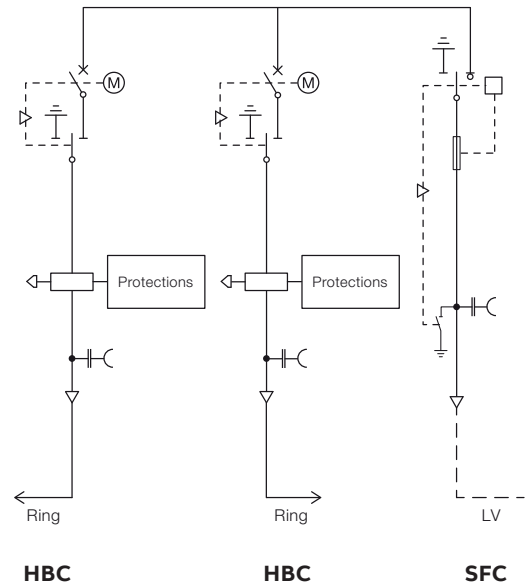 M
M
Protections
Protections
Ring
Ring
LV
HBC
HBC
SFC